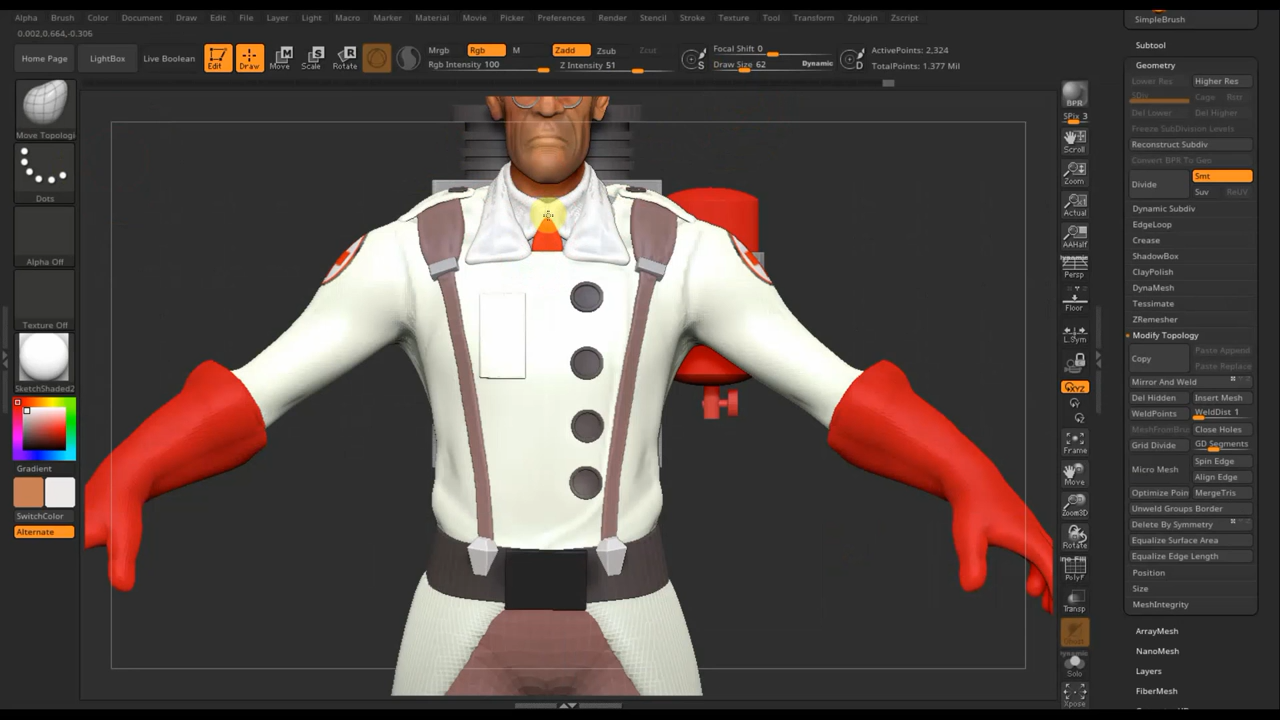 Alpha Brush Color Document Draw Edit File Layer Light Macro Marker Material Movie Picker Preferences Render Stencil Stroke Texture Tool Transform Zplugin Zscript
0.002,0.664,-0.306
Home Page
LightBox
Live Boolean
Edit
Draw
Move
Scale
Rotate
Mrgb
Rgb
M
Rgb Intensity 100
Zadd
Zsub
Zcut
Z Intensity 51
S
Focal Shift 0
Draw Size 62
Dynamic
D
ActivePoints: 2,324
TotalPoints: 1.377 Mil
Move Topologi
Dots
Alpha Off
Texture Off
SketchShaded2
Gradient
SwitchColor
Alternate
BPR
SPix 3
Scroll
Zoom
Actual
AAHalf
Dynamic
Persp
Floor
L.Sym
XYZ
Frame
Move
Zoom3D
Rotate
PolyF
Transp
Dynamic
Solo
Xpose
SimpleBrush
Subtool
Geometry
Lower Res
Higher Res
SDiv
Cage
Rstr
Del Lower
Del Higher
Freeze SubDivision Levels
Reconstruct Subdiv
Convert BPR To Geo
Divide
Smt
Suv
ReUV
Dynamic Subdiv
EdgeLoop
Crease
ShadowBox
ClayPolish
DynaMesh
Tessimate
ZRemesher
Modify Topology
Copy
Paste Append
Paste Replace
Mirror And Weld
Del Hidden
Insert Mesh
WeldPoints
WeldDist 1
MeshFromBru
Close Holes
Grid Divide
GD Segments
Micro Mesh
Spin Edge
Align Edge
Optimize Poin
MergeTris
Unweld Groups Border
Delete By Symmetry
Equalize Surface Area
Equalize Edge Length
Position
Size
MeshIntegrity
ArrayMesh
NanoMesh
Layers
FiberMesh